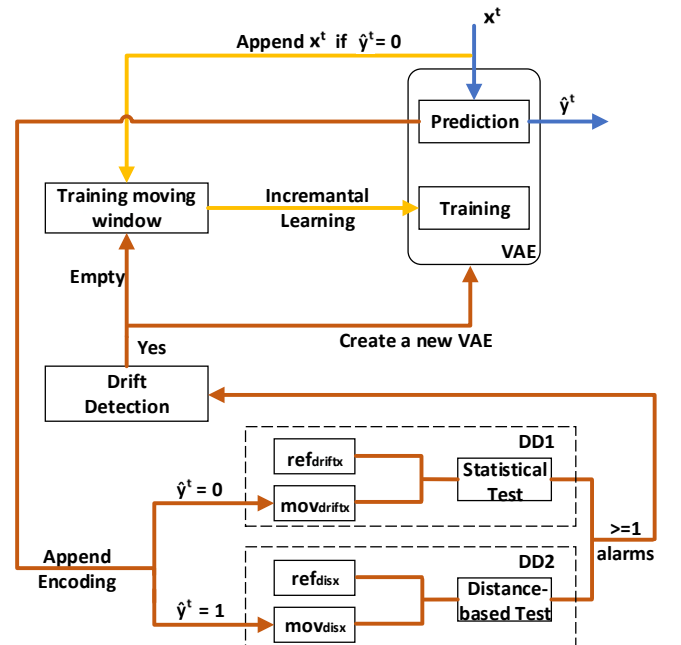 xᵗ
Append xᵗ if ŷᵗ= 0
Prediction
ŷᵗ
Training moving
window
Incremantal
Learning
Training
VAE
Empty
Create a new VAE
Yes
Drift
Detection
DD1
refdriftx
Statistical
Test
ŷᵗ = 0
movdriftx
>=1
alarms
Append
Encoding
DD2
refdisx
Distance-
based Test
ŷᵗ = 1
movdisx